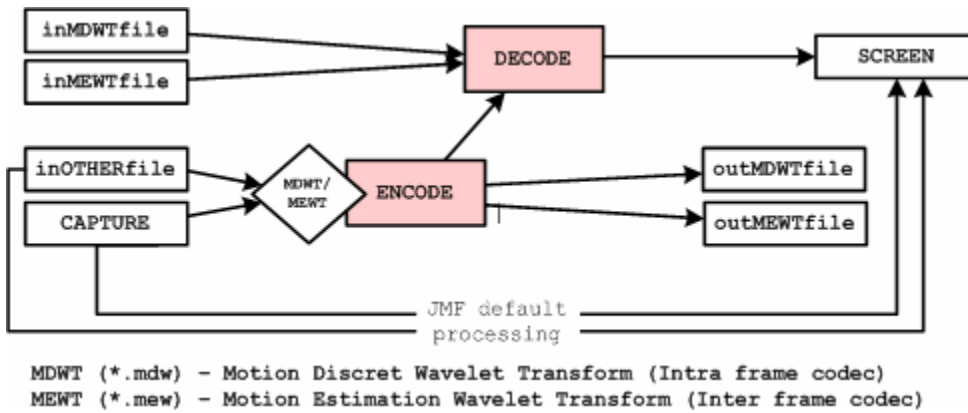 inMDWTfile
inMEWTfile
DECODE
SCREEN
inOTHERfile
CAPTURE
MDWT/
MEWT
ENCODE
outMDWTfile
outMEWTfile
JMF default
processing
MDWT (*.mdw) - Motion Discret Wavelet Transform (Intra frame codec)
MEWT (*.mew) - Motion Estimation Wavelet Transform (Inter frame codec)